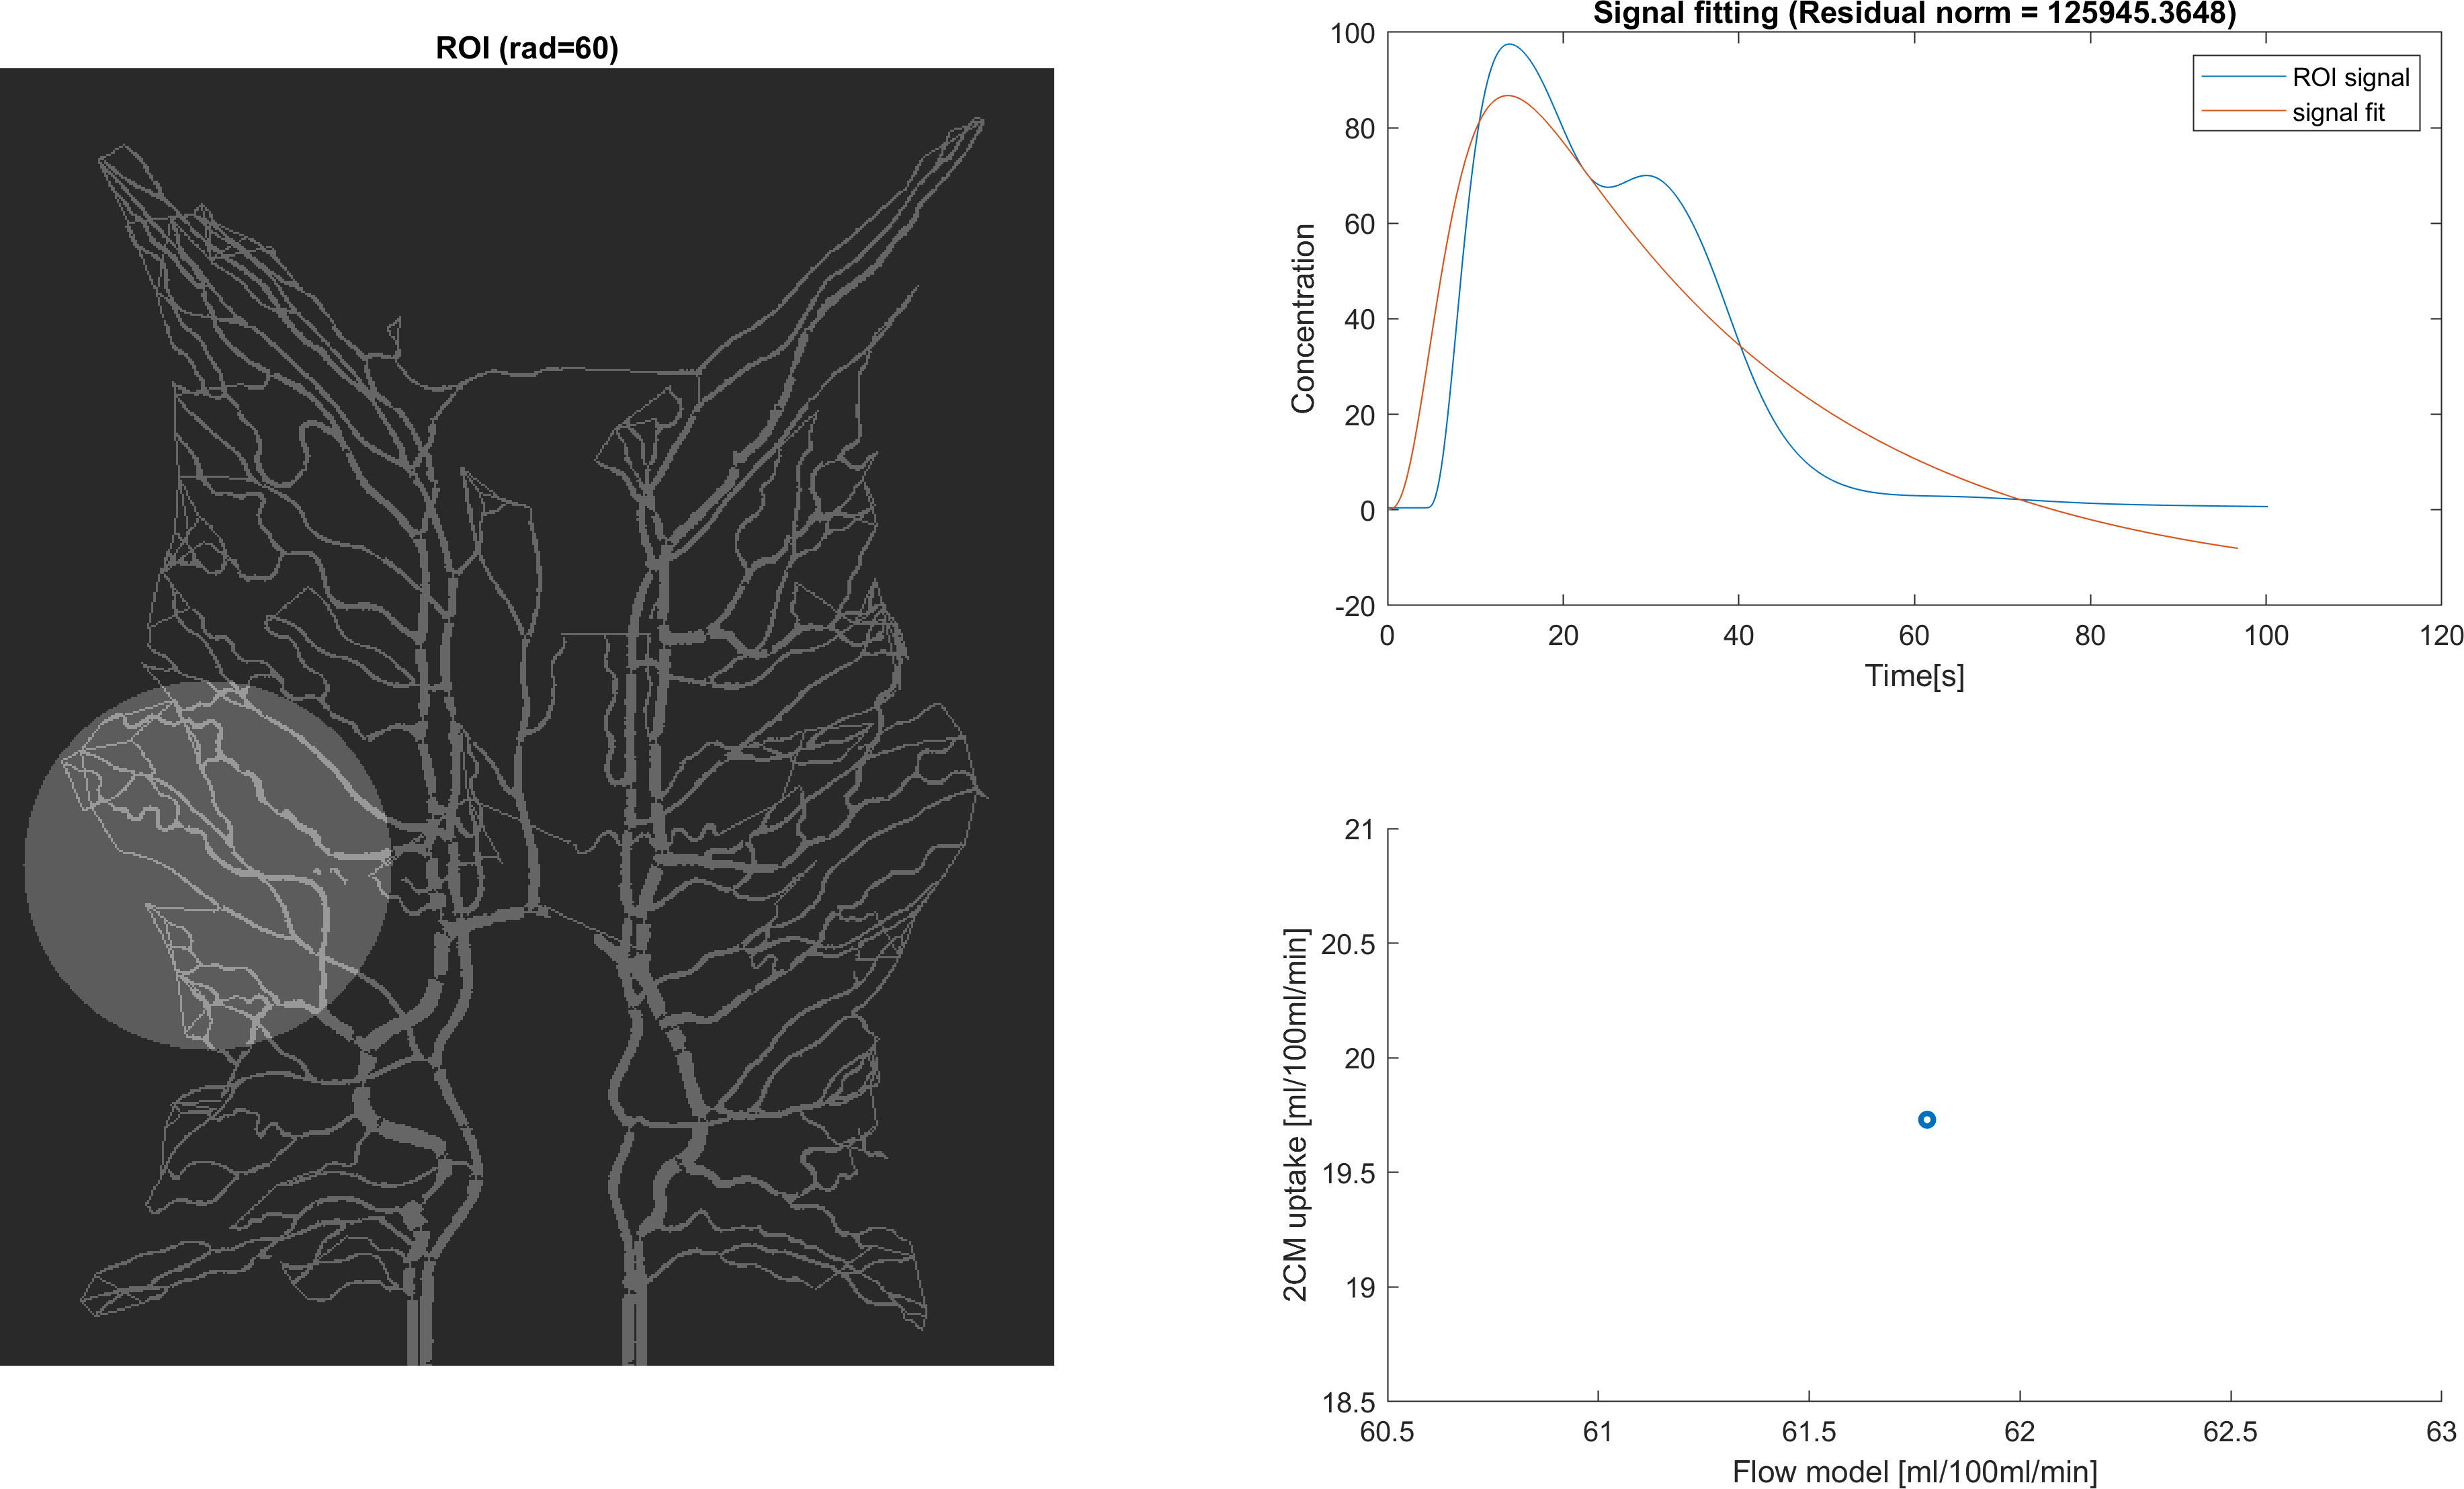 ROI (rad=60)
Signal fitting (Residual norm = 125945.3648)
100
80
60
40
20
0
-20
Concentration
ROI signal
signal fit
0 20 40 60 80 100 120
Time[s]
21
20.5
20
19.5
19
18.5
2CM uptake [ml/100ml/min]
60.5 61 61.5 62 62.5 63
Flow model [ml/100ml/min]